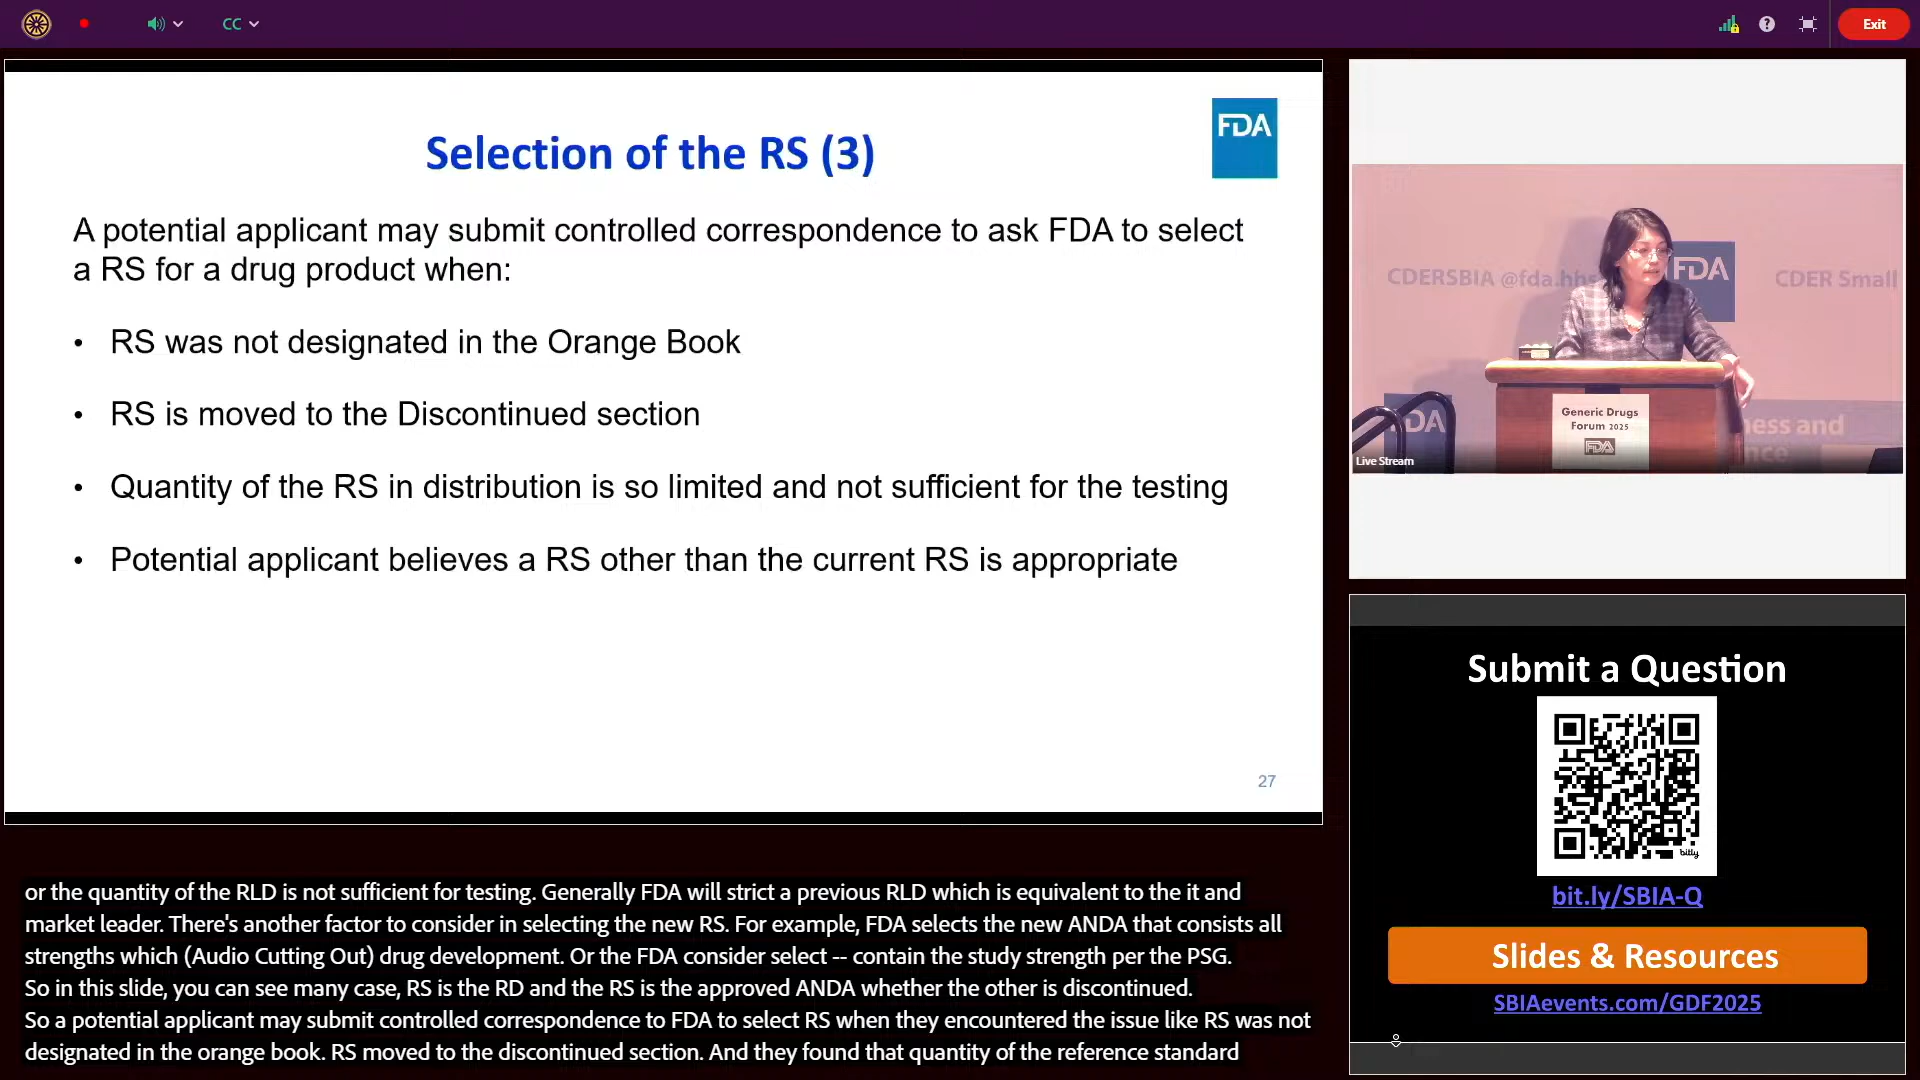 CC
Exit
Selection of the RS (3)
FDA
A potential applicant may submit controlled correspondence to ask FDA to select
a RS for a drug product when:
• RS was not designated in the Orange Book
• RS is moved to the Discontinued section
• Quantity of the RS in distribution is so limited and not sufficient for the testing
• Potential applicant believes a RS other than the current RS is appropriate
27
CDERSBIA @fda.hhs
FDA
CDER Small
Generic Drugs
Forum 2025
FDA
DA
ess and
nce
Live Stream
Submit a Question
bitly
bit.ly/SBIA-Q
Slides & Resources
SBIAevents.com/GDF2025
or the quantity of the RLD is not sufficient for testing. Generally FDA will strict a previous RLD which is equivalent to the it and
market leader. There's another factor to consider in selecting the new RS. For example, FDA selects the new ANDA that consists all
strengths which (Audio Cutting Out) drug development. Or the FDA consider select -- contain the study strength per the PSG.
So in this slide, you can see many case, RS is the RD and the RS is the approved ANDA whether the other is discontinued.
So a potential applicant may submit controlled correspondence to FDA to select RS when they encountered the issue like RS was not
designated in the orange book. RS moved to the discontinued section. And they found that quantity of the reference standard